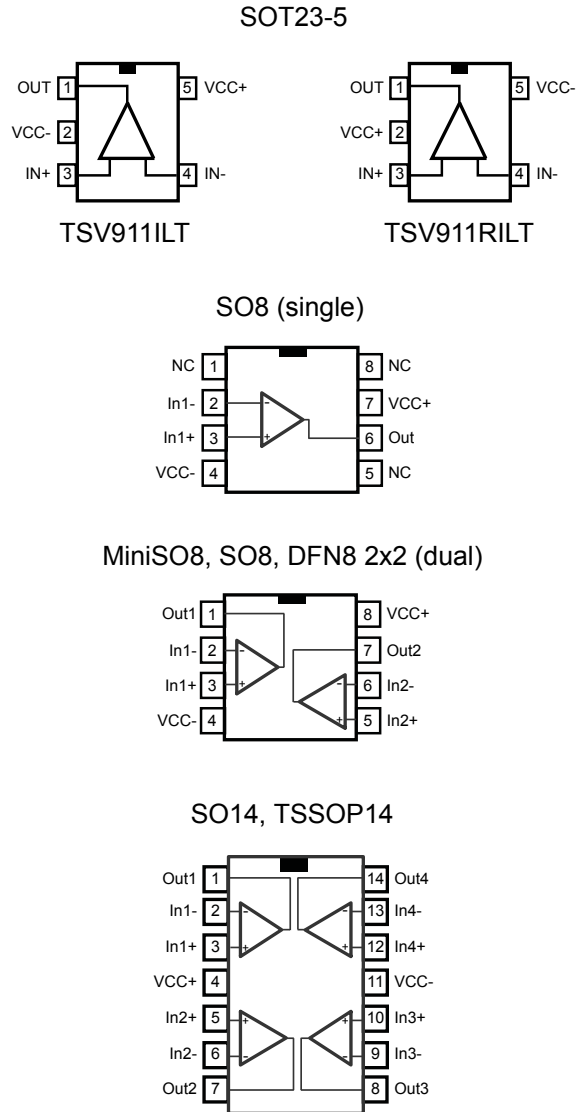 SOT23-5
OUT 1 5 VCC+ OUT 1 5 VCC-
VCC- 2 VCC+ 2
IN+ 3 4 IN- IN+ 3 4 IN-
TSV911ILT TSV911RILT
SO8 (single)
NC 1 8 NC
In1- 2 - 7 VCC+
In1+ 3 + 6 Out
VCC- 4 5 NC
MiniSO8, SO8, DFN8 2x2 (dual)
Out1 1 8 VCC+
In1- 2 - 7 Out2
In1+ 3 + - 6 In2-
VCC- 4 + 5 In2+
SO14, TSSOP14
Out1 1 14 Out4
In1- 2 - - 13 In4-
In1+ 3 + + 12 In4+
VCC+ 4 11 VCC-
In2+ 5 + + 10 In3+
In2- 6 - - 9 In3-
Out2 7 8 Out3